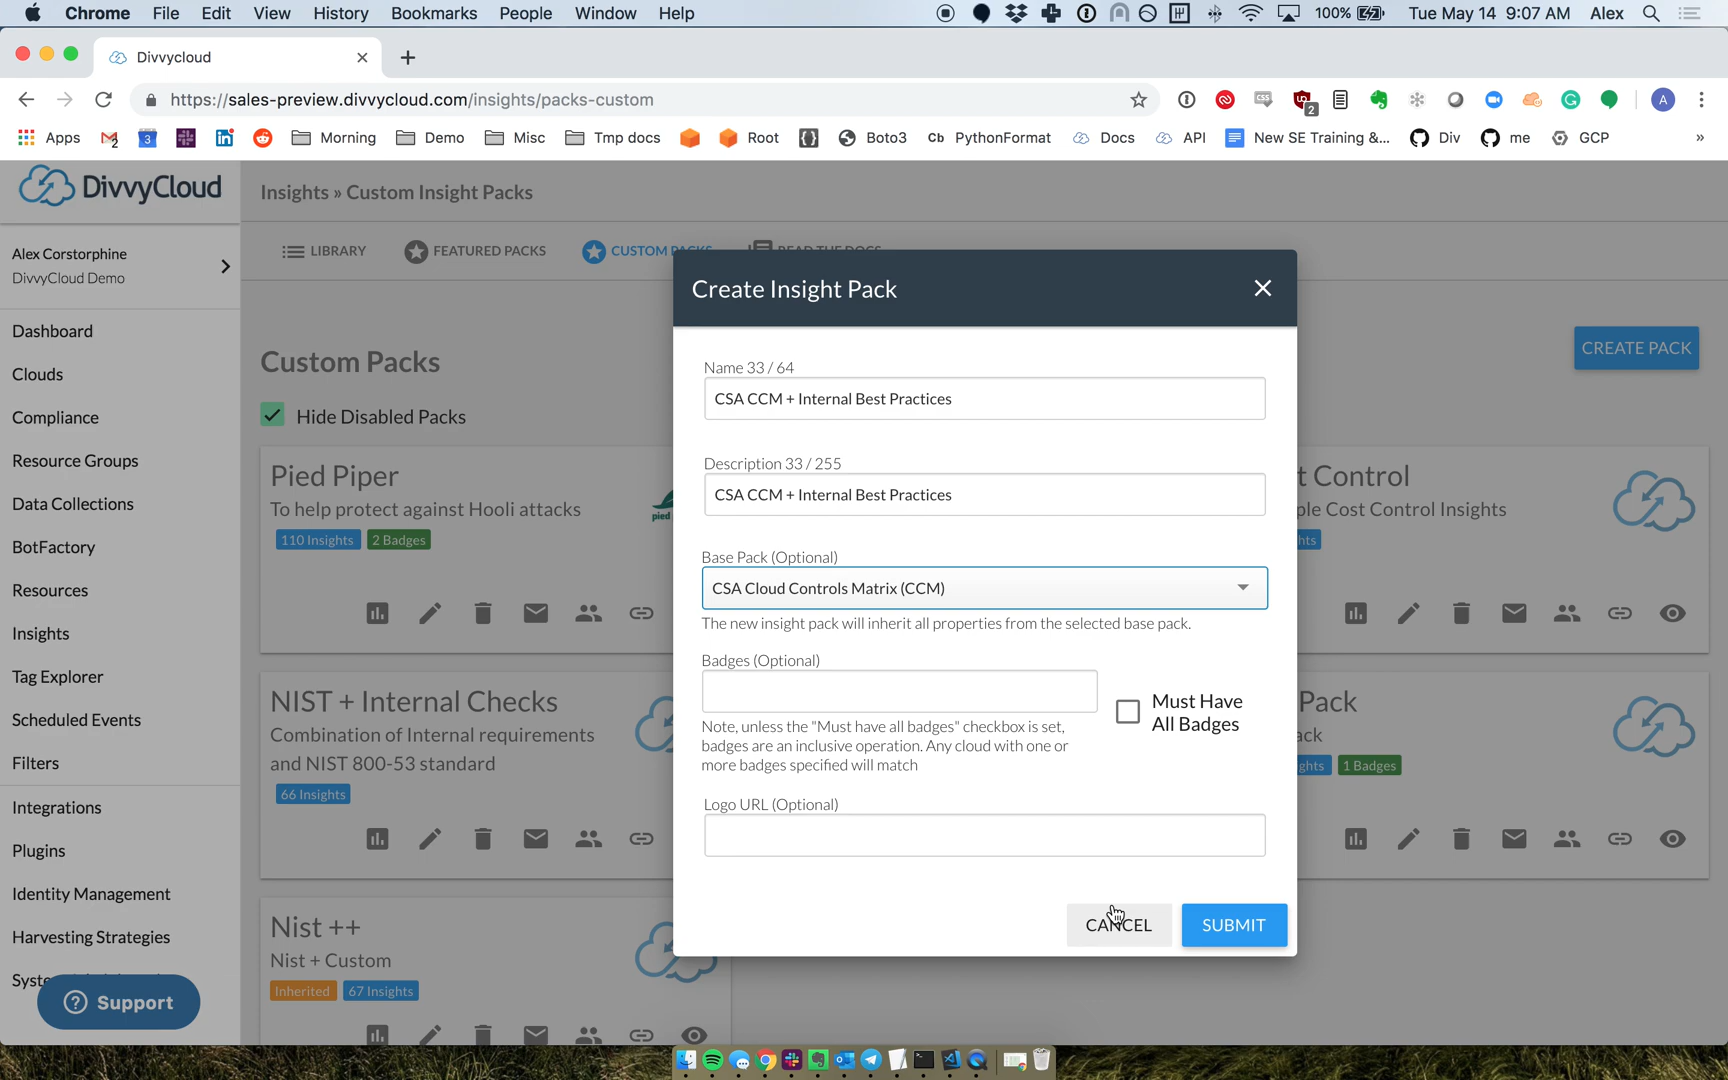 Chrome File Edit View History Bookmarks People Window Help 100% Tue May 14 9:07 AM Alex
Divvycloud
https://sales-preview.divvycloud.com/insights/packs-custom
Apps Morning Demo Misc Tmp docs Root Boto3 Cb PythonFormat Docs API New SE Training &... Div me GCP »
DivvyCloud
Insights » Custom Insight Packs
Alex Corstorphine
DivvyCloud Demo
LIBRARY FEATURED PACKS CUSTOM PACKS READ THE DOCS
Dashboard
Clouds
Compliance
Resource Groups
Data Collections
BotFactory
Resources
Insights
Tag Explorer
Scheduled Events
Filters
Integrations
Plugins
Identity Management
Harvesting Strategies
Support
Custom Packs
CREATE PACK
Hide Disabled Packs
Pied Piper
To help protect against Hooli attacks
110 Insights 2 Badges
NIST + Internal Checks
Combination of Internal requirements
and NIST 800-53 standard
66 Insights
Nist ++
Nist + Custom
Inherited 67 Insights
Create Insight Pack
Name 33 / 64
CSA CCM + Internal Best Practices
Description 33 / 255
CSA CCM + Internal Best Practices
Base Pack (Optional)
CSA Cloud Controls Matrix (CCM)
The new insight pack will inherit all properties from the selected base pack.
Badges (Optional)
Must Have
All Badges
Note, unless the "Must have all badges" checkbox is set,
badges are an inclusive operation. Any cloud with one or
more badges specified will match
Logo URL (Optional)
CANCEL SUBMIT
t Control
ple Cost Control Insights
hts
Pack
ack
ghts 1 Badges